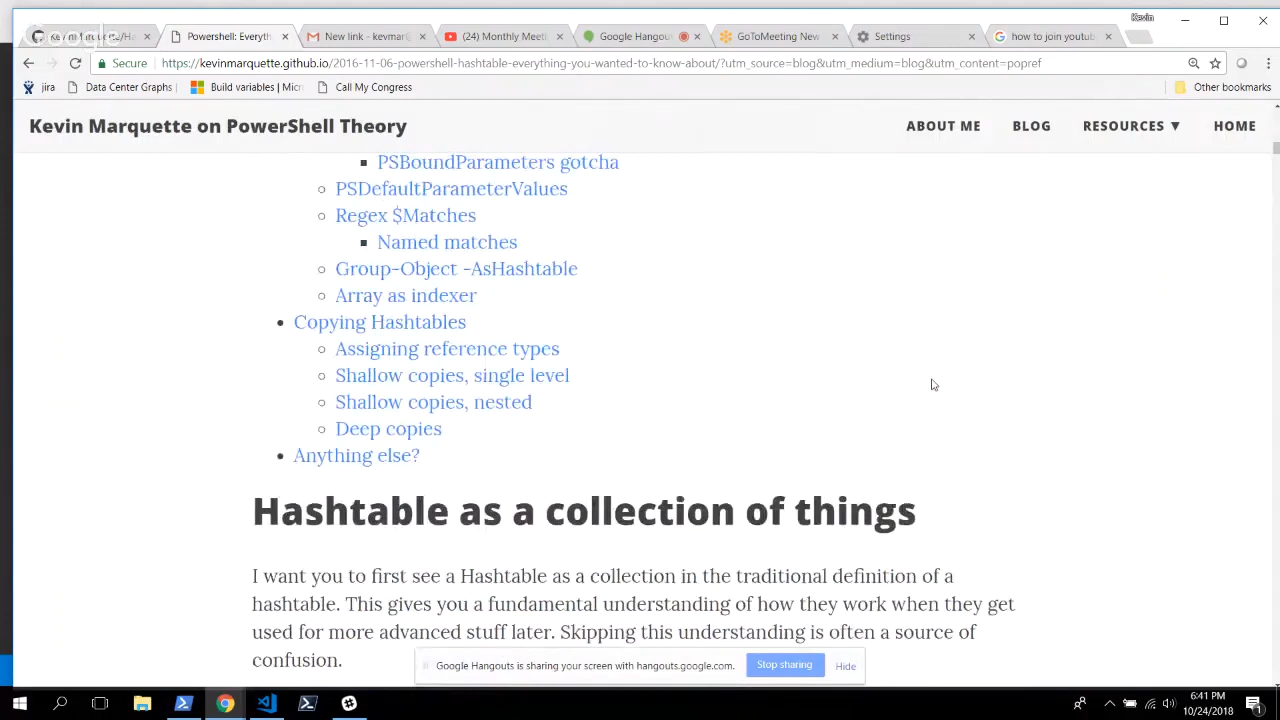 Kevin
Google
Powershell: Everyth
New link - kevmar@g
(24) Monthly Meeti
Google Hangou
GoToMeeting New
Settings
how to join youtub
Secure
https://kevinmarquette.github.io/2016-11-06-powershell-hashtable-everything-you-wanted-to-know-about/?utm_source=blog&utm_medium=blog&utm_content=popref
jira
Data Center Graphs
Build variables | Micr
Call My Congress
Other bookmarks
Kevin Marquette on PowerShell Theory
ABOUT ME
BLOG
RESOURCES ▼
HOME
PSBoundParameters gotcha
PSDefaultParameterValues
Regex $Matches
Named matches
Group-Object -AsHashtable
Array as indexer
Copying Hashtables
Assigning reference types
Shallow copies, single level
Shallow copies, nested
Deep copies
Anything else?
Hashtable as a collection of things
I want you to first see a Hashtable as a collection in the traditional definition of a
hashtable. This gives you a fundamental understanding of how they work when they get
used for more advanced stuff later. Skipping this understanding is often a source of
confusion.
Google Hangouts is sharing your screen with hangouts.google.com.
Stop sharing
Hide
6:41 PM
10/24/2018
1